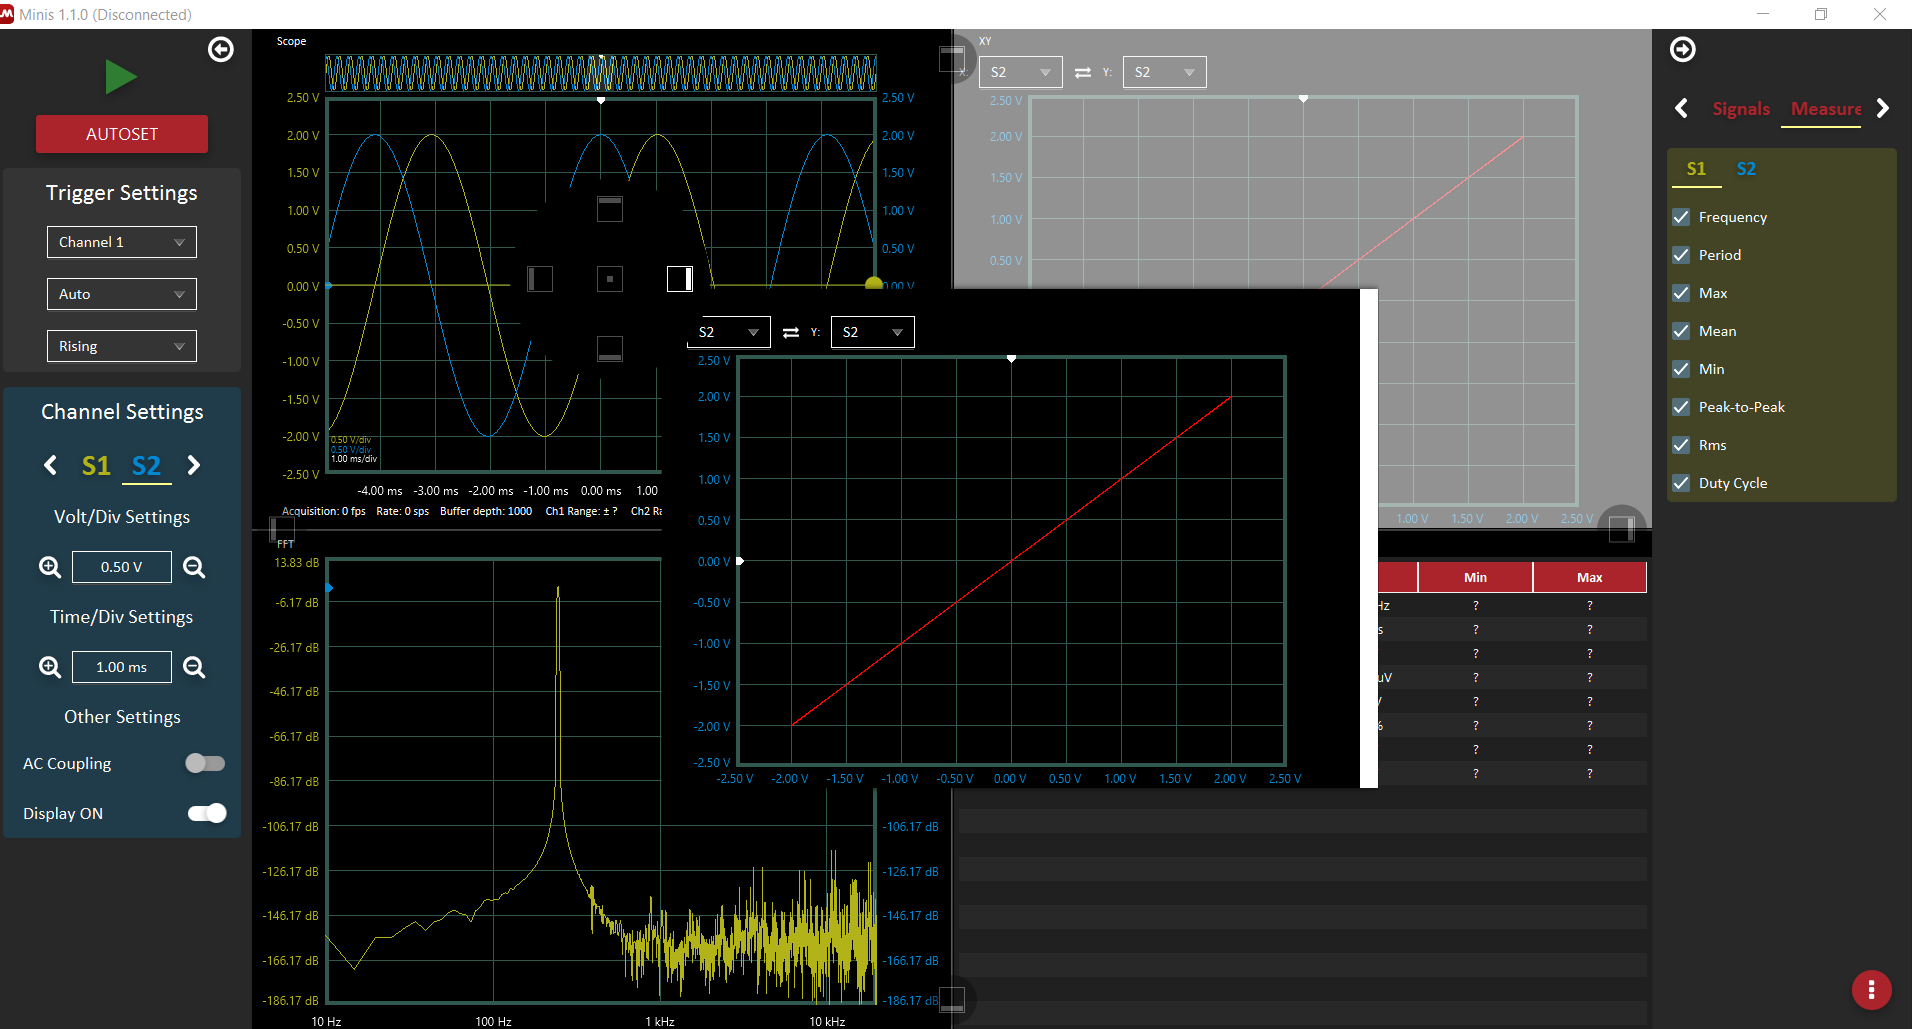 Minis 1.1.0 (Disconnected)
AUTOSET
Trigger Settings
Channel 1
Auto
Rising
Channel Settings
S1 S2
Volt/Div Settings
0.50 V
Time/Div Settings
1.00 ms
Other Settings
AC Coupling
Display ON
Scope
2.50 V 2.50 V
2.00 V 2.00 V
1.50 V 1.50 V
1.00 V 1.00 V
0.50 V 0.50 V
0.00 V 0.00 V
-0.50 V
-1.00 V
-1.50 V
-2.00 V
-2.50 V
0.50 V/div
0.50 V/div
1.00 ms/div
-4.00 ms -3.00 ms -2.00 ms -1.00 ms 0.00 ms 1.00
Acquisition: 0 fps Rate: 0 sps Buffer depth: 1000 Ch1 Range: ± ? Ch2 Ra
FFT
13.83 dB
-6.17 dB
-26.17 dB
-46.17 dB
-66.17 dB
-86.17 dB
-106.17 dB -106.17 dB
-126.17 dB -126.17 dB
-146.17 dB -146.17 dB
-166.17 dB -166.17 dB
-186.17 dB -186.17 dB
10 Hz 100 Hz 1 kHz 10 kHz
XY
X: S2 Y: S2
2.50 V
2.00 V
1.50 V
1.00 V
0.50 V
1.00 V 1.50 V 2.00 V 2.50 V
S2 Y: S2
2.50 V
2.00 V
1.50 V
1.00 V
0.50 V
0.00 V
-0.50 V
-1.00 V
-1.50 V
-2.00 V
-2.50 V
-2.50 V -2.00 V -1.50 V -1.00 V -0.50 V 0.00 V 0.50 V 1.00 V 1.50 V 2.00 V 2.50 V
Min Max
Hz ? ?
s ? ?
? ?
uV ? ?
? ?
% ? ?
? ?
? ?
Signals Measure
S1 S2
Frequency
Period
Max
Mean
Min
Peak-to-Peak
Rms
Duty Cycle